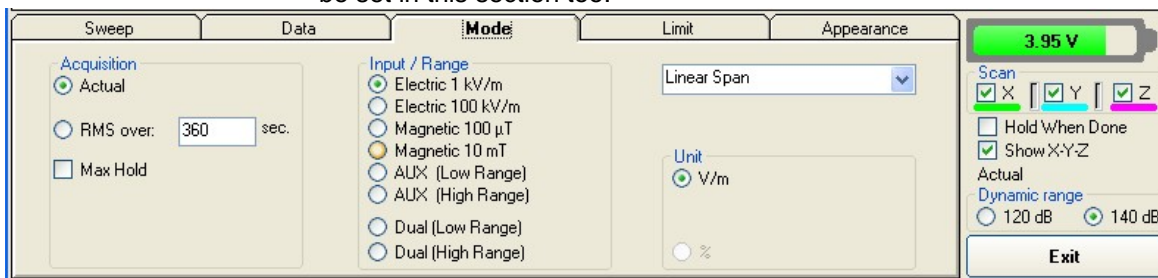 be set in this section too.
Sweep Data Mode Limit Appearance
Acquisition
Actual
RMS over: 360 sec.
Max Hold
Input / Range
Electric 1 kV/m
Electric 100 kV/m
Magnetic 100 µT
Magnetic 10 mT
AUX (Low Range)
AUX (High Range)
Dual (Low Range)
Dual (High Range)
Linear Span
Unit
V/m
%
3.95 V
Scan
X Y Z
Hold When Done
Show X-Y-Z
Actual
Dynamic range
120 dB 140 dB
Exit